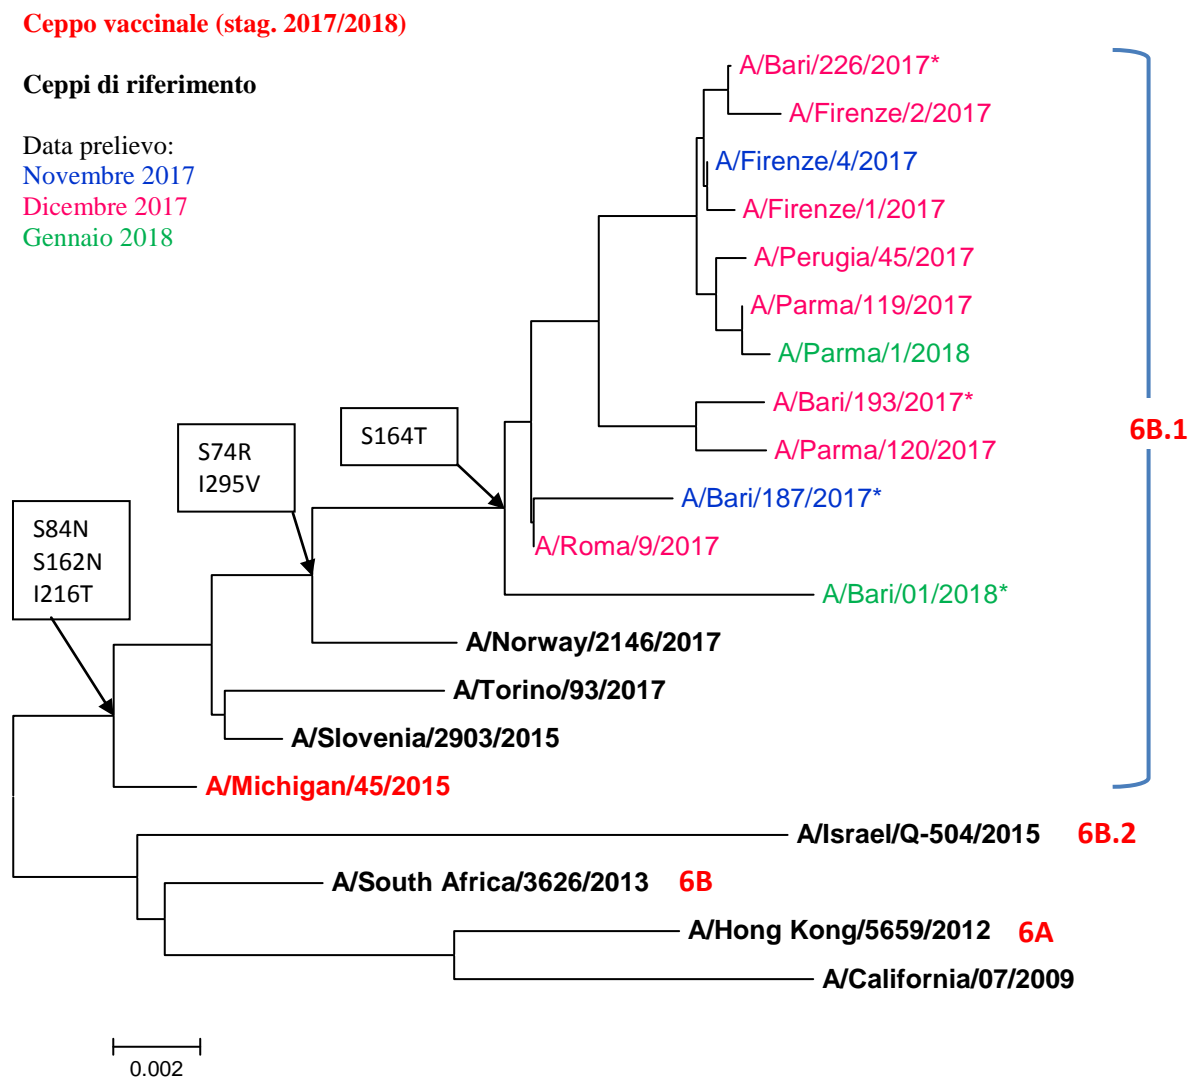 Ceppo vaccinale (stag. 2017/2018)
Ceppi di riferimento
Data prelievo:
Novembre 2017
Dicembre 2017
Gennaio 2018
A/Bari/226/2017*
A/Firenze/2/2017
A/Firenze/4/2017
A/Firenze/1/2017
A/Perugia/45/2017
A/Parma/119/2017
A/Parma/1/2018
A/Bari/193/2017*
A/Parma/120/2017
A/Bari/187/2017*
A/Roma/9/2017
A/Bari/01/2018*
A/Norway/2146/2017
A/Torino/93/2017
A/Slovenia/2903/2015
A/Michigan/45/2015
A/Israel/Q-504/2015 6B.2
A/South Africa/3626/2013 6B
A/Hong Kong/5659/2012 6A
A/California/07/2009
6B.1
S164T
S74R
I295V
S84N
S162N
I216T
0.002